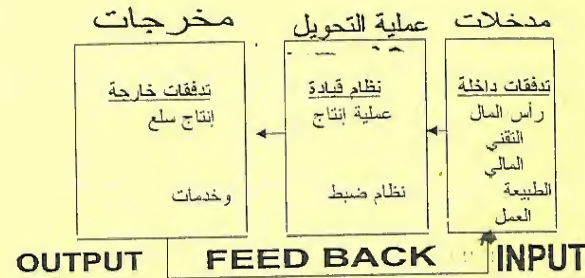 مدخلات
عملية التحويل
مخرجات
تدفقات داخلة
رأس المال
التقني
المالي
الطبيعة
العمل
نظام قيادة
عملية إنتاج
نظام ضبط
تدفقات خارجة
إنتاج سلع
وخدمات
OUTPUT FEED BACK INPUT